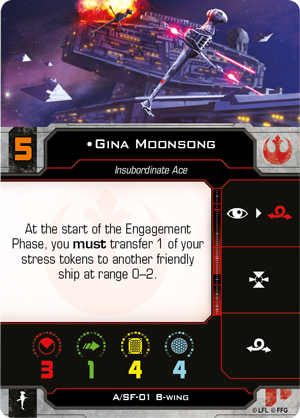 5
•Gina Moonsong
Insubordinate Ace
At the start of the Engagement
Phase, you must transfer 1 of your
stress tokens to another friendly
ship at range 0–2.
3 1 4 4
A/SF-01 B-wing
©LFL ©FFG